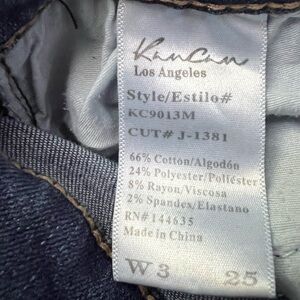 KanCan
Los Angeles
Style/Estilo#
KC9013M
CUT# J-1381
66% Cotton/Algodón
24% Polyester/Poliéster
8% Rayon/Viscosa
2% Spandex/Elastano
RN# 144635
Made in China
W 3 25